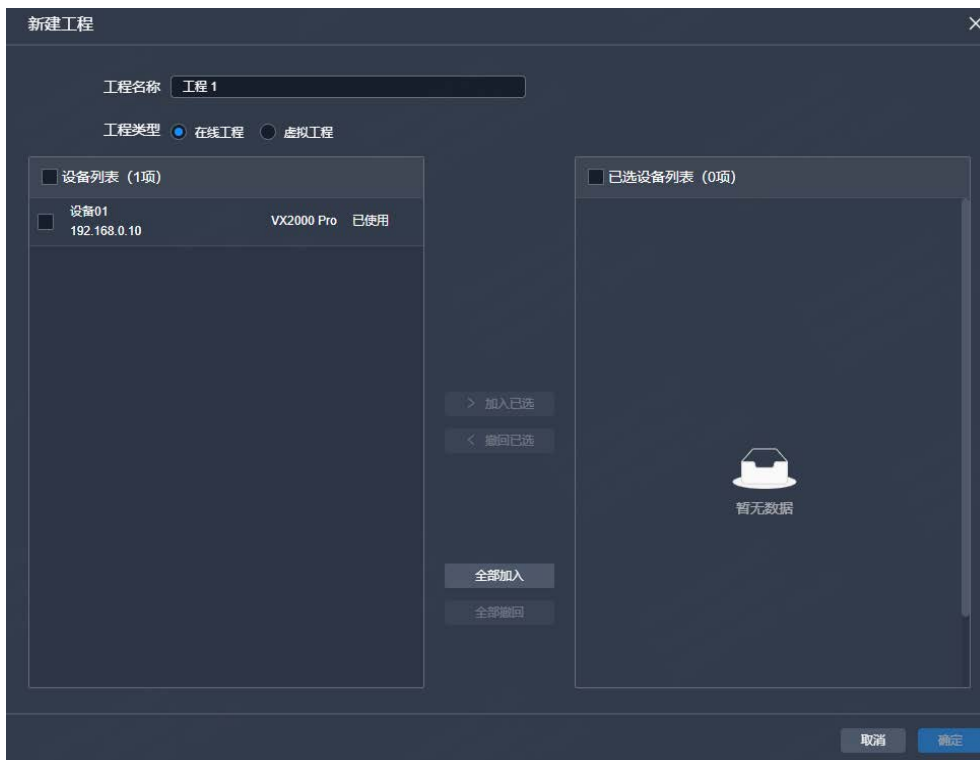 新建工程
工程名称 工程 1
工程类型 在线工程 虚拟工程
设备列表（1项）
设备01
192.168.0.10
VX2000 Pro 已使用
> 加入已选
< 撤回已选
全部加入
全部撤回
已选设备列表（0项）
暂无数据
取消 确定